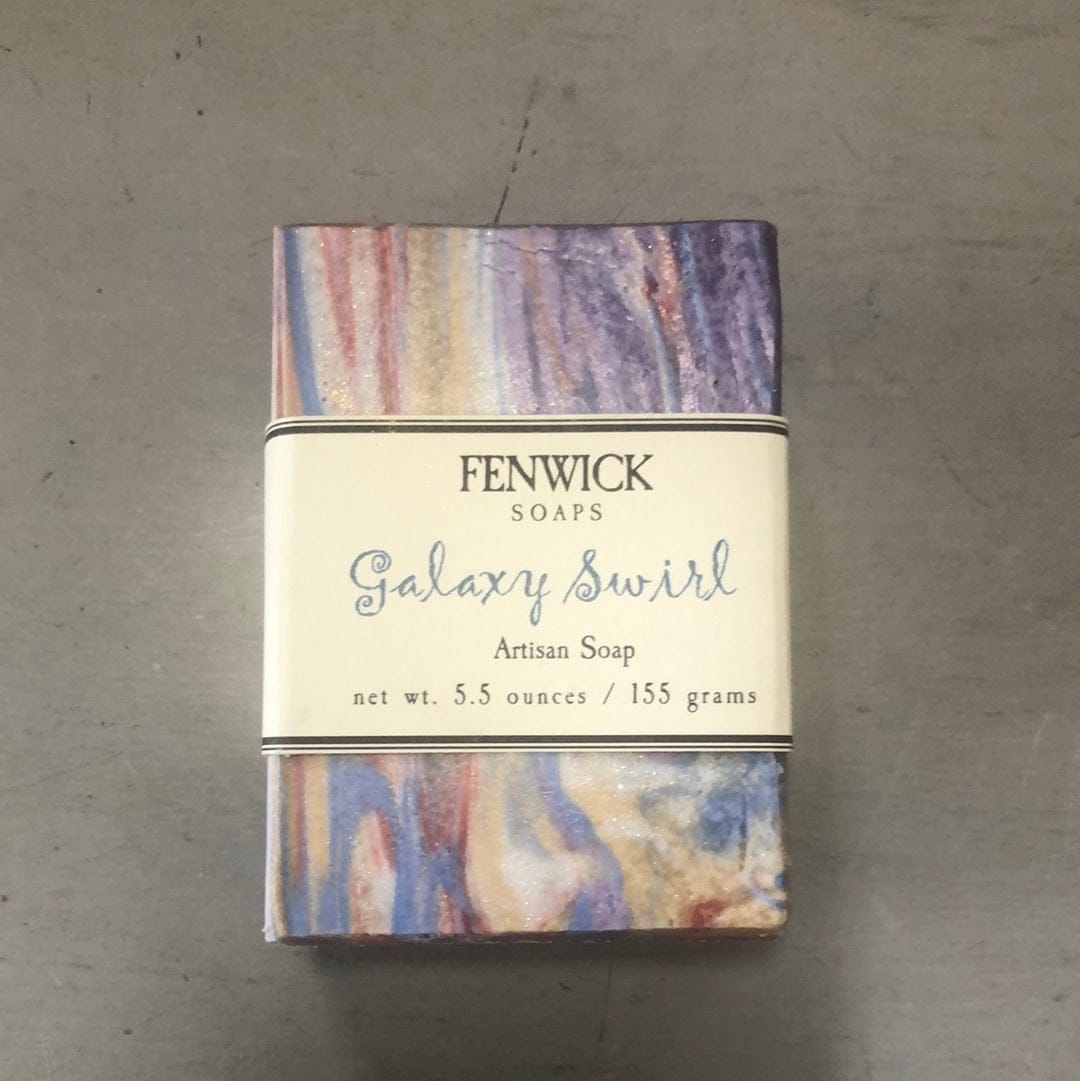 FENWICK
SOAPS
Galaxy Swirl
Artisan Soap
net wt. 5.5 ounces / 155 grams